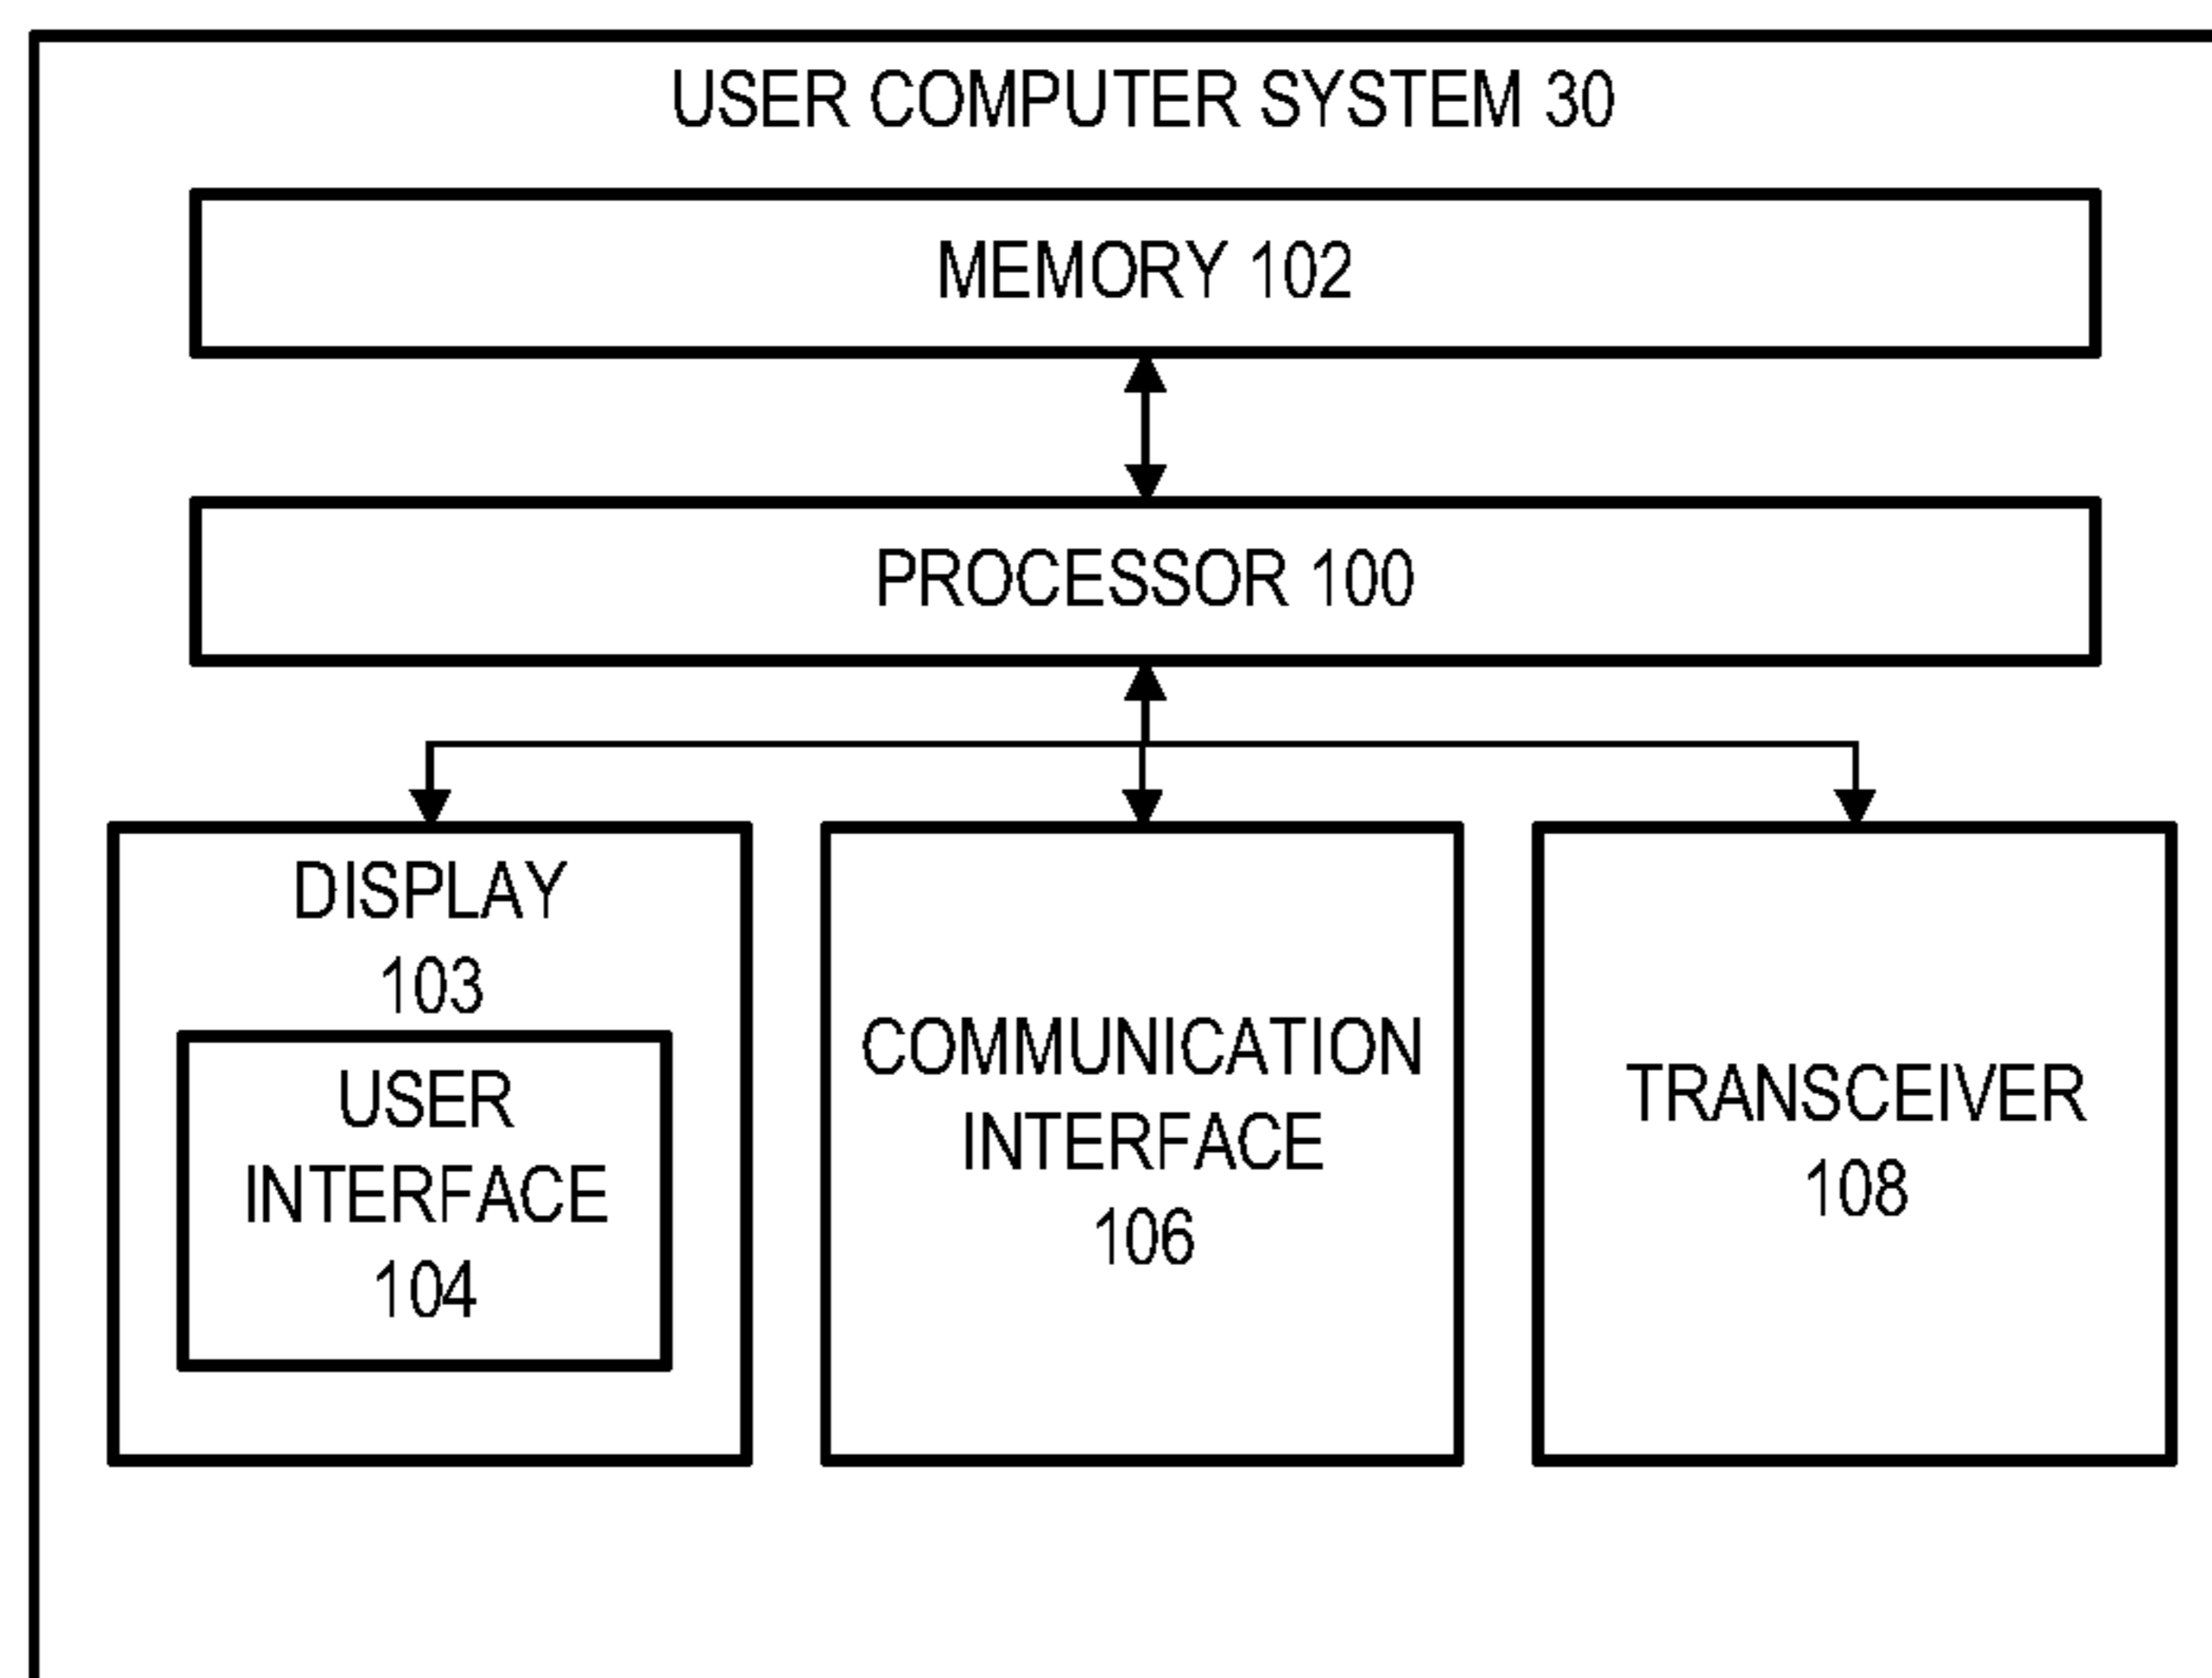 USER COMPUTER SYSTEM 30
MEMORY 102
PROCESSOR 100
DISPLAY
103
USER
INTERFACE
104
COMMUNICATION
INTERFACE
106
TRANSCEIVER
108